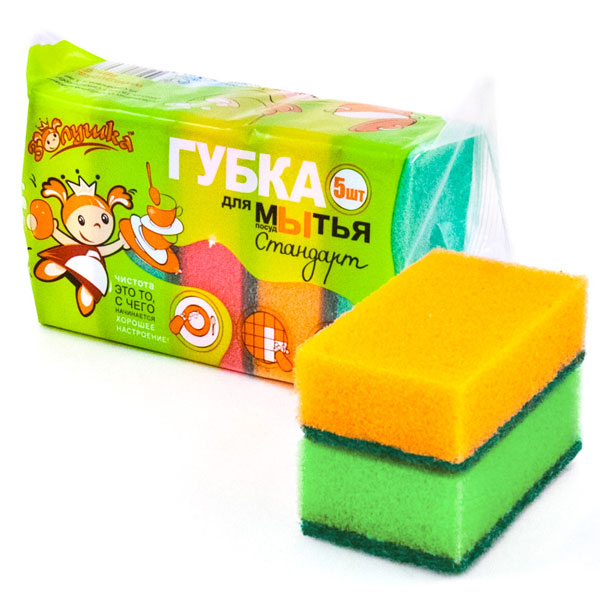 Золушка
ГУБКА
5шт
для МЫТЬЯ
посуды
Стандарт
чистота
ЭТО ТО,
С ЧЕГО
НАЧИНАЕТСЯ
ХОРОШЕЕ
НАСТРОЕНИЕ!